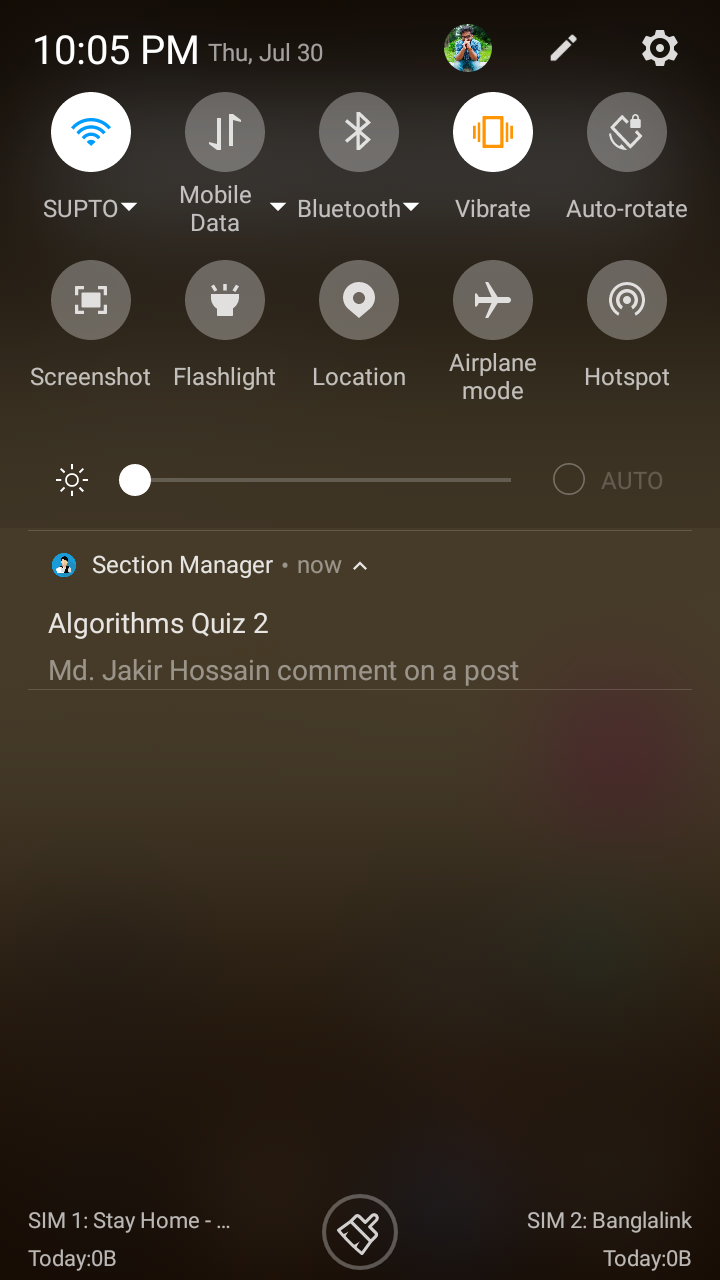 10:05 PM Thu, Jul 30
SUPTO
Mobile
Data
Bluetooth
Vibrate
Auto-rotate
Screenshot
Flashlight
Location
Airplane
mode
Hotspot
AUTO
Section Manager • now
Algorithms Quiz 2
Md. Jakir Hossain comment on a post
SIM 1: Stay Home - ...
SIM 2: Banglalink
Today:0B
Today:0B